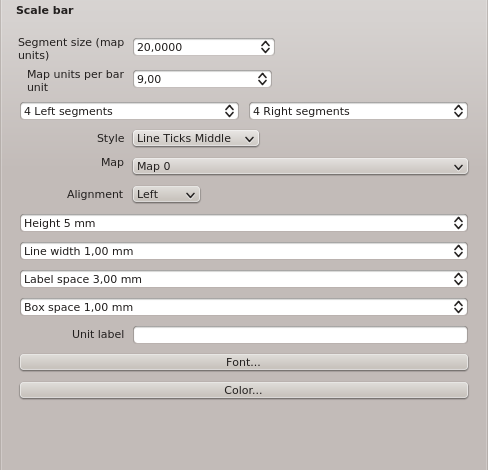 Scale bar
Segment size (map
units)
20,0000
Map units per bar
unit
9,00
4 Left segments
4 Right segments
Style
Line Ticks Middle
Map
Map 0
Alignment
Left
Height 5 mm
Line width 1,00 mm
Label space 3,00 mm
Box space 1,00 mm
Unit label
Font...
Color...